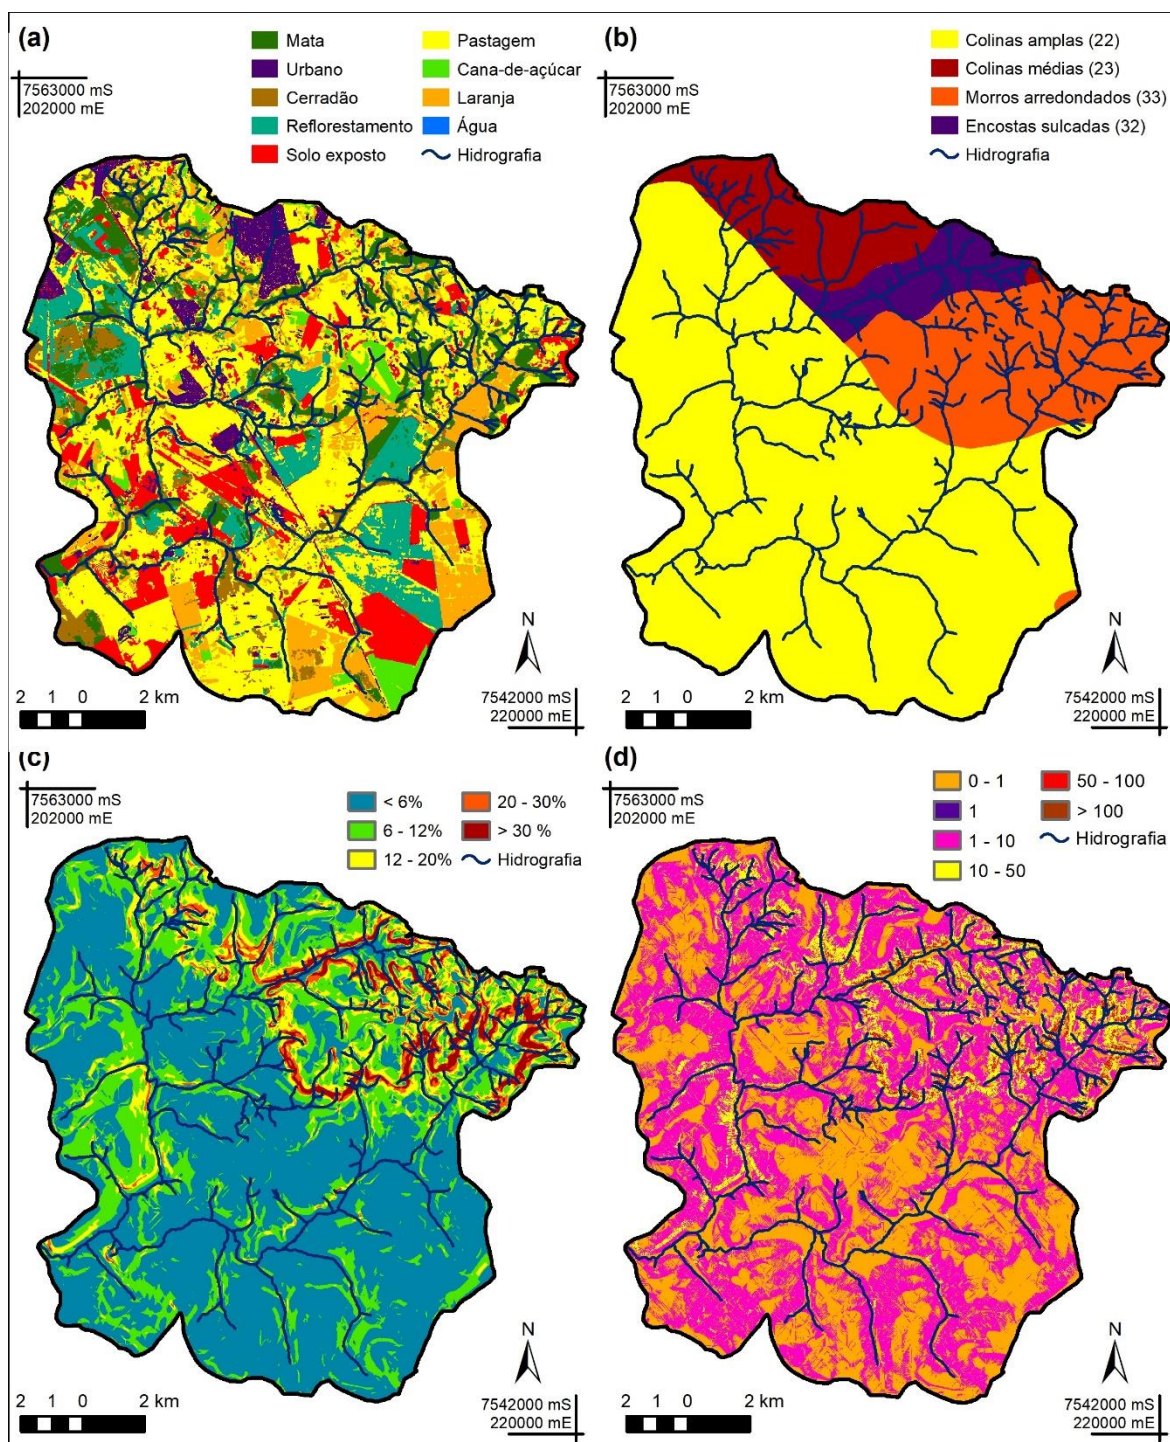 (a)
Mata
Pastagem
Urbano
Cana-de-açúcar
Cerradão
Laranja
Reflorestamento
Água
Solo exposto
Hidrografia
7563000 mS
202000 mE
N
2 1 0 2 km
7542000 mS
220000 mE
(b)
Colinas amplas (22)
Colinas médias (23)
Morros arredondados (33)
Encostas sulcadas (32)
Hidrografia
7563000 mS
202000 mE
N
2 1 0 2 km
7542000 mS
220000 mE
(c)
< 6%
20 - 30%
6 - 12%
> 30 %
12 - 20%
Hidrografia
7563000 mS
202000 mE
N
2 1 0 2 km
7542000 mS
220000 mE
(d)
0 - 1
50 - 100
1
> 100
1 - 10
Hidrografia
10 - 50
7563000 mS
202000 mE
N
2 1 0 2 km
7542000 mS
220000 mE